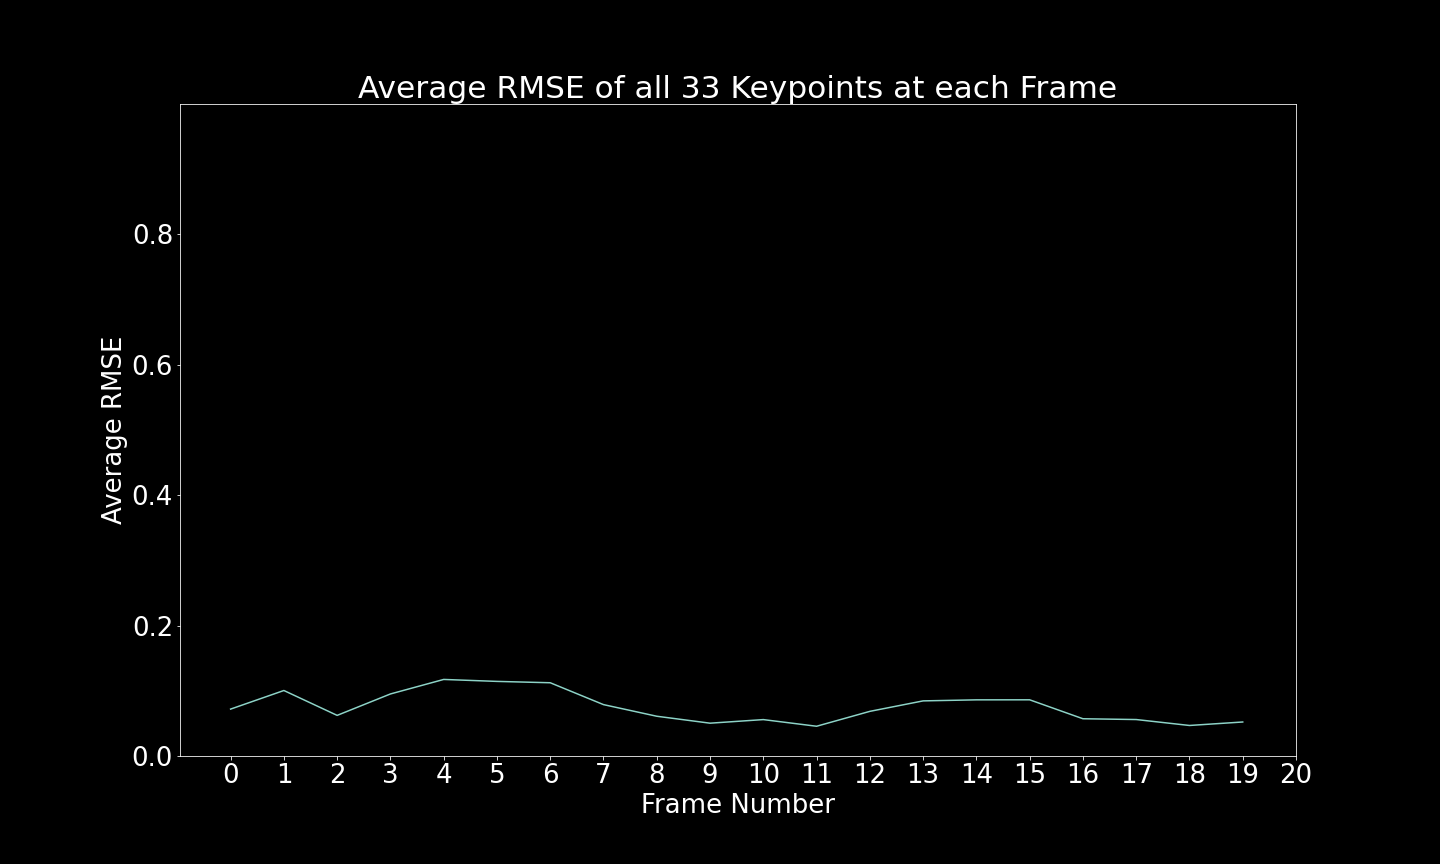 Average RMSE of all 33 Keypoints at each Frame
0.8
0.6
0.4
0.2
0.0
Average RMSE
0 1 2 3 4 5 6 7 8 9 10 11 12 13 14 15 16 17 18 19 20
Frame Number